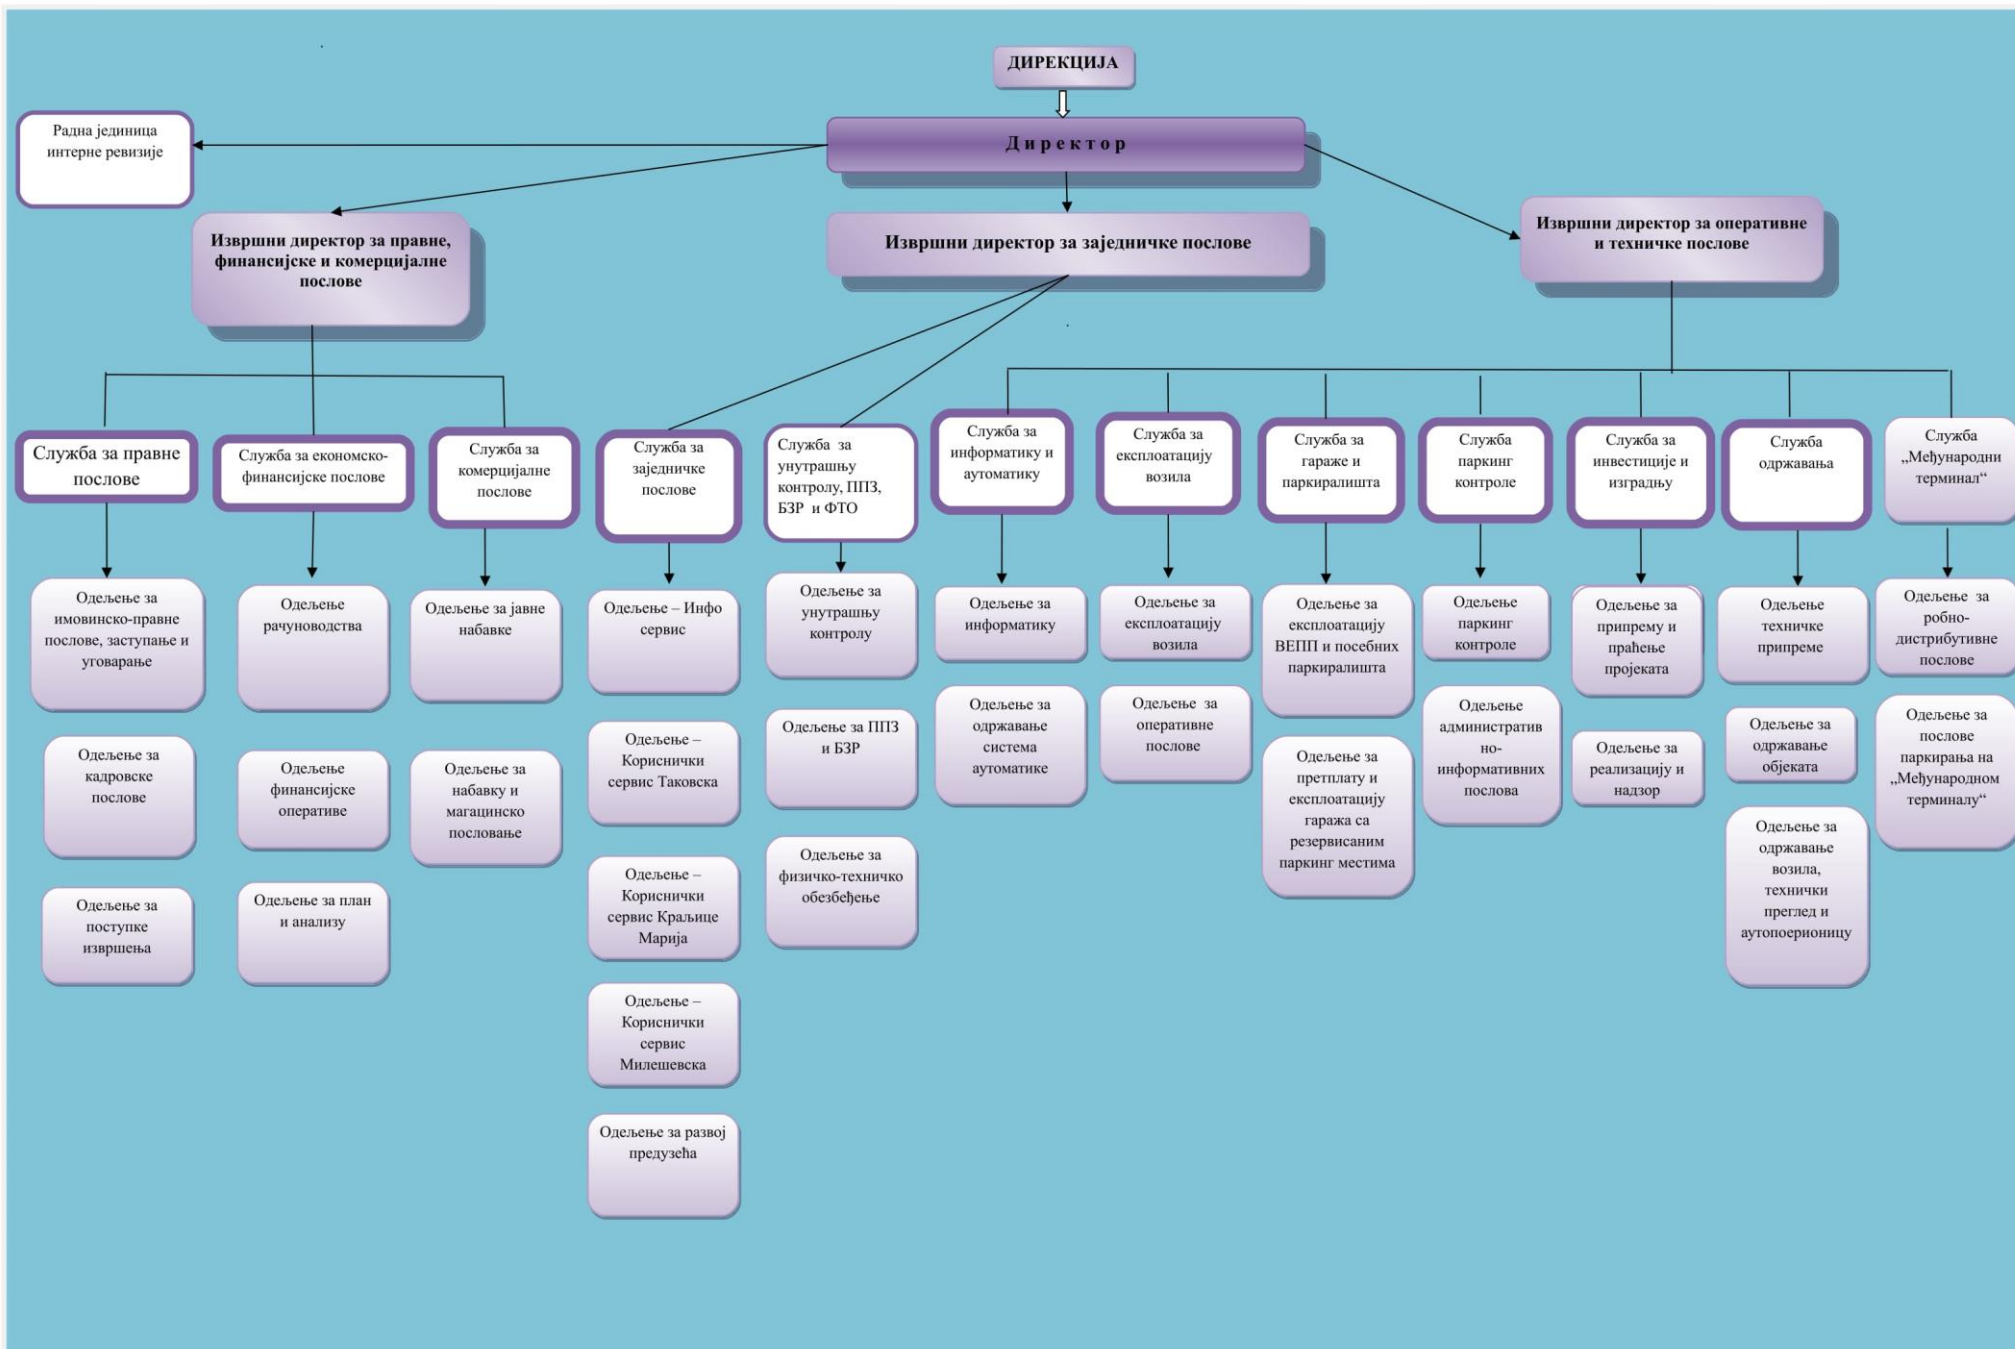 ДИРЕКЦИЈА
Д и р е к т о р
Радна јединица
интерне ревизије
Извршни директор за правне,
финансијске и комерцијалне
послове
Извршни директор за заједничке послове
Извршни директор за оперативне
и техничке послове
Служба за правне
послове
Служба за економско-
финансијске послове
Служба за
комерцијалне
послове
Служба за
заједничке
послове
Служба за
унутрашњу
контролу, ППЗ,
БЗР и ФТО
Служба за
информатику и
аутоматику
Служба за
експлоатацију
возила
Служба за
гараже и
паркиралишта
Служба
паркинг
контроле
Служба за
инвестиције и
изградњу
Служба
одржавања
Служба
„Међународни
терминал“
Одељење за
имовинско-правне
послове, заступање и
уговарање
Одељење за
кадровске
послове
Одељење за
поступке
извршења
Одељење
рачуноводства
Одељење
финансијске
оперативе
Одељење за план
и анализу
Одељење за јавне
набавке
Одељење за
набавку и
магацинско
пословање
Одељење – Инфо
сервис
Одељење –
Кориснички
сервис Таковска
Одељење –
Кориснички
сервис Краљице
Марија
Одељење –
Кориснички
сервис
Милешевска
Одељење за развој
предузећа
Одељење за
унутрашњу
контролу
Одељење за ППЗ
и БЗР
Одељење за
физичко-техничко
обезбеђење
Одељење за
информатику
Одељење за
одржавање
система
аутоматике
Одељење за
експлоатацију
возила
Одељење за
оперативне
послове
Одељење за
експлоатацију
ВЕПП и посебних
паркиралишта
Одељење за
претплату и
експлоатацију
гаража са
резервисаним
паркинг местима
Одељење
паркинг
контроле
Одељење
административ
но-
информативних
послова
Одељење за
припрему и
праћење
пројеката
Одељење за
реализацију и
надзор
Одељење
техничке
припреме
Одељење за
одржавање
објеката
Одељење за
одржавање
возила,
технички
преглед и
аутопоерионицу
Одељење за
робно-
дистрибутивне
послове
Одељење за
послове
паркирања на
„Међународном
терминалу“